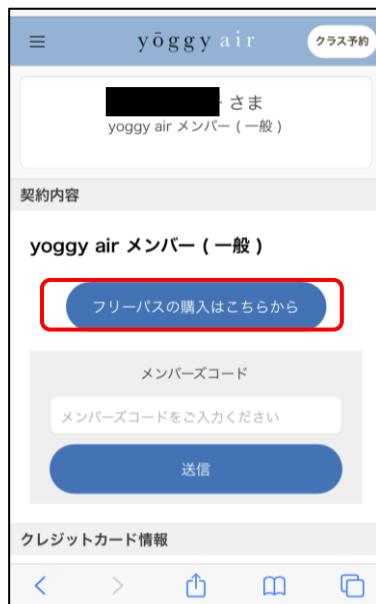 yōggy air
クラス予約
さま
yoggy air メンバー ( 一般 )
契約内容
yoggy air メンバー ( 一般 )
フリーパスの購入はこちらから
メンバーズコード
メンバーズコードをご入力ください
送信
クレジットカード情報